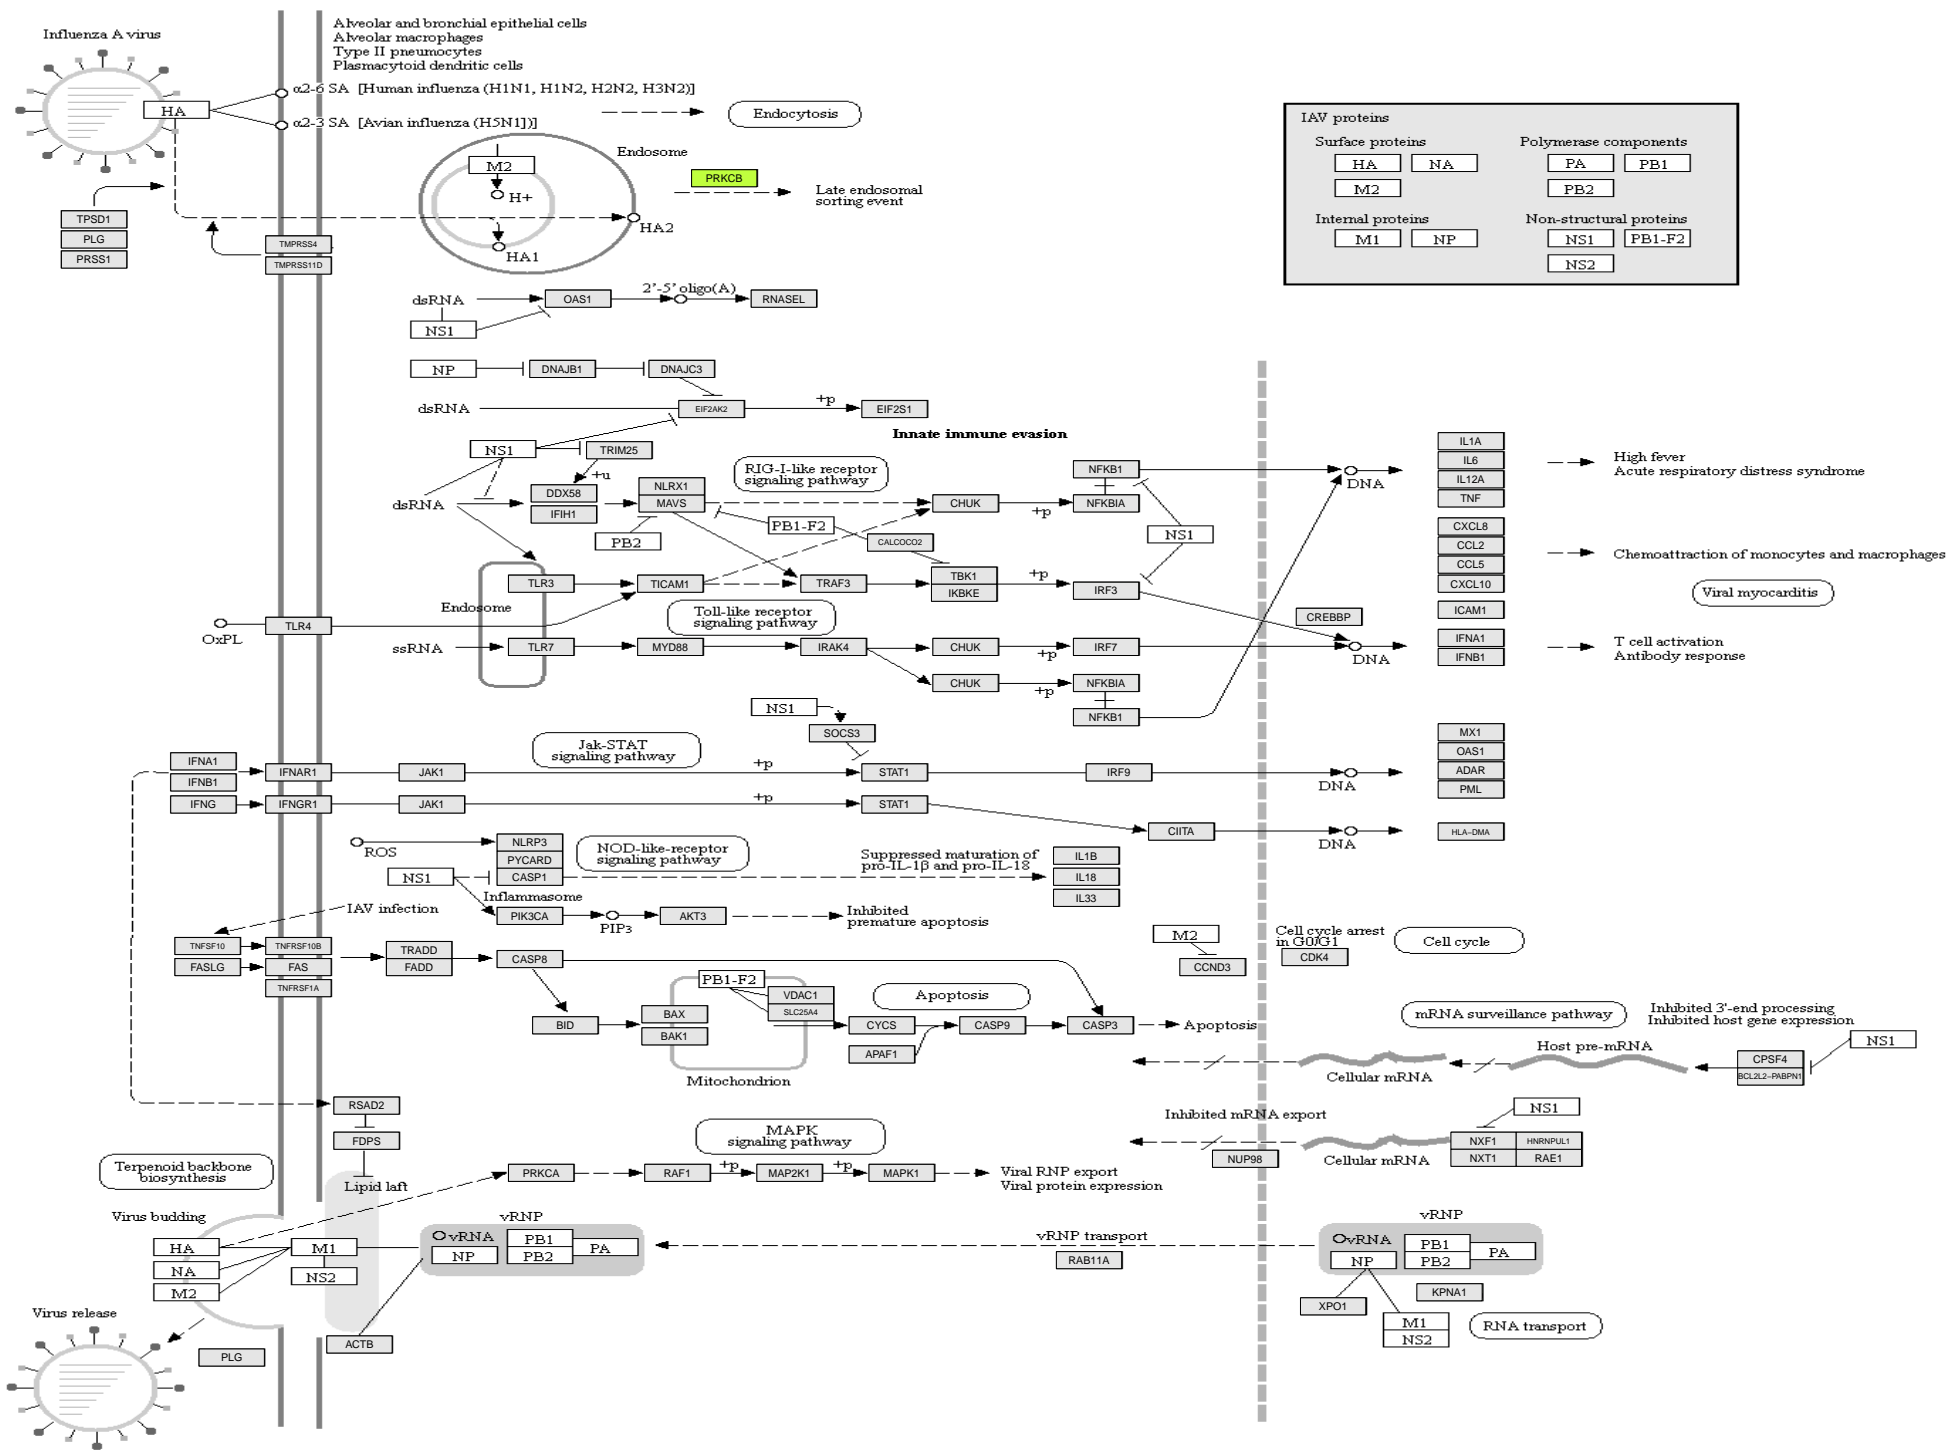 Influenza A virus
Alveolar and bronchial epithelial cells
Alveolar macrophages
Type II pneumocytes
Plasmacytoid dendritic cells
HA
α2-6 SA [Human influenza (H1N1, H1N2, H2N2, H3N2)]
α2-3 SA [Avian influenza (H5N1])]
Endocytosis
IAV proteins
Surface proteins
HA
NA
M2
Polymerase components
PA
PB1
PB2
Internal proteins
M1
NP
Non-structural proteins
NS1
PB1-F2
NS2
Endosome
M2
H+
HA1
HA2
PRKCB
Late endosomal
sorting event
TPSD1
PLG
PRSS1
TMPRSS4
TMPRSS11D
dsRNA
OAS1
2'-5' oligo(A)
RNASEL
NS1
NP
DNAJB1
DNAJC3
dsRNA
EIF2AK2
+p
EIF2S1
Innate immune evasion
NS1
TRIM25
+u
RIG-I-like receptor
signaling pathway
NFKB1
DNA
dsRNA
DDX58
IFIH1
NLRX1
MAVS
CHUK
+p
NFKBIA
PB2
PB1-F2
CALCOCO2
NS1
IL1A
IL6
IL12A
TNF
High fever
Acute respiratory distress syndrome
CXCL8
CCL2
CCL5
CXCL10
Chemoattraction of monocytes and macrophages
Viral myocarditis
ICAM1
IFNA1
IFNB1
T cell activation
Antibody response
TLR3
TICAM1
TRAF3
TBK1
IKBKE
+p
IRF3
Endosome
Toll-like receptor
signaling pathway
CREBBP
OxPL
TLR4
ssRNA
TLR7
MYD88
IRAK4
CHUK
+p
IRF7
DNA
CHUK
+p
NFKBIA
NFKB1
NS1
SOCS3
Jak-STAT
signaling pathway
IFNA1
IFNB1
IFNAR1
JAK1
+p
STAT1
IRF9
DNA
MX1
OAS1
ADAR
PML
IFNG
IFNGR1
JAK1
+p
STAT1
CIITA
DNA
HLA-DMA
ROS
NLRP3
PYCARD
CASP1
NOD-like-receptor
signaling pathway
Suppressed maturation of
pro-IL-1β and pro-IL-18
IL1B
IL18
IL33
NS1
Inflammasome
IAV infection
PIK3CA
PIP3
AKT3
Inhibited
premature apoptosis
TNFSF10
FASLG
TNFRSF10B
FAS
TNFRSF1A
TRADD
FADD
CASP8
M2
CCND3
Cell cycle arrest
in G0/G1
CDK4
Cell cycle
PB1-F2
VDAC1
SLC25A4
Apoptosis
BID
BAX
BAK1
CYCS
APAF1
CASP9
CASP3
Apoptosis
Mitochondrion
mRNA surveillance pathway
Inhibited 3'-end processing
Inhibited host gene expression
NS1
Host pre-mRNA
CPSF4
BCL2L2-PABPN1
Cellular mRNA
RSAD2
FDPS
Lipid laft
MAPK
signaling pathway
Inhibited mRNA export
NS1
NUP98
Cellular mRNA
NXF1
HNRNPUL1
NXT1
RAE1
Terpenoid backbone
biosynthesis
PRKCA
RAF1
+p
MAP2K1
+p
MAPK1
Viral RNP export
Viral protein expression
Virus budding
HA
NA
M2
M1
NS2
vRNP
vRNA
NP
PB1
PB2
PA
vRNP transport
RAB11A
vRNP
vRNA
NP
PB1
PB2
PA
XPO1
KPNA1
M1
NS2
RNA transport
Virus release
PLG
ACTB